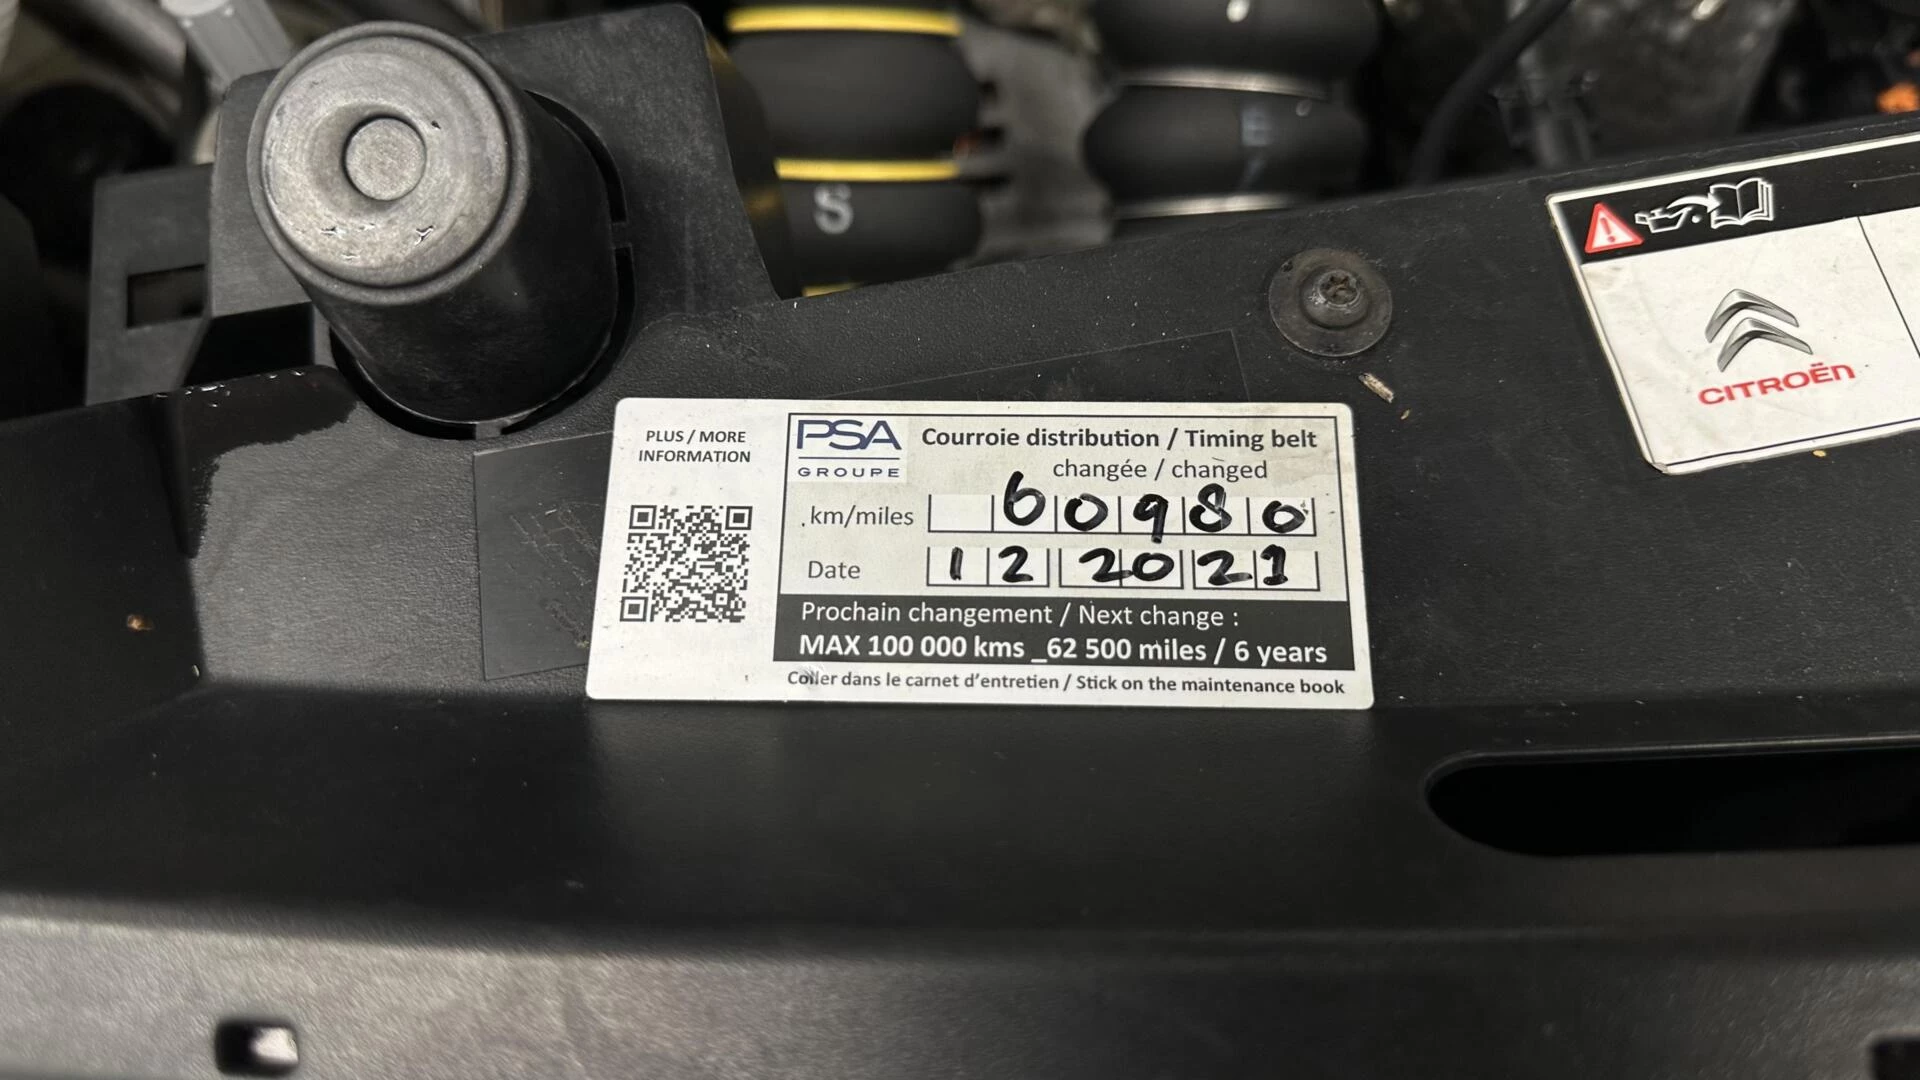 S
CITROËN
PLUS / MORE
INFORMATION
PSA
GROUPE
Courroie distribution / Timing belt
changée / changed
km/miles 60980
Date 12 2021
Prochain changement / Next change :
MAX 100 000 kms _62 500 miles / 6 years
Coller dans le carnet d'entretien / Stick on the maintenance book